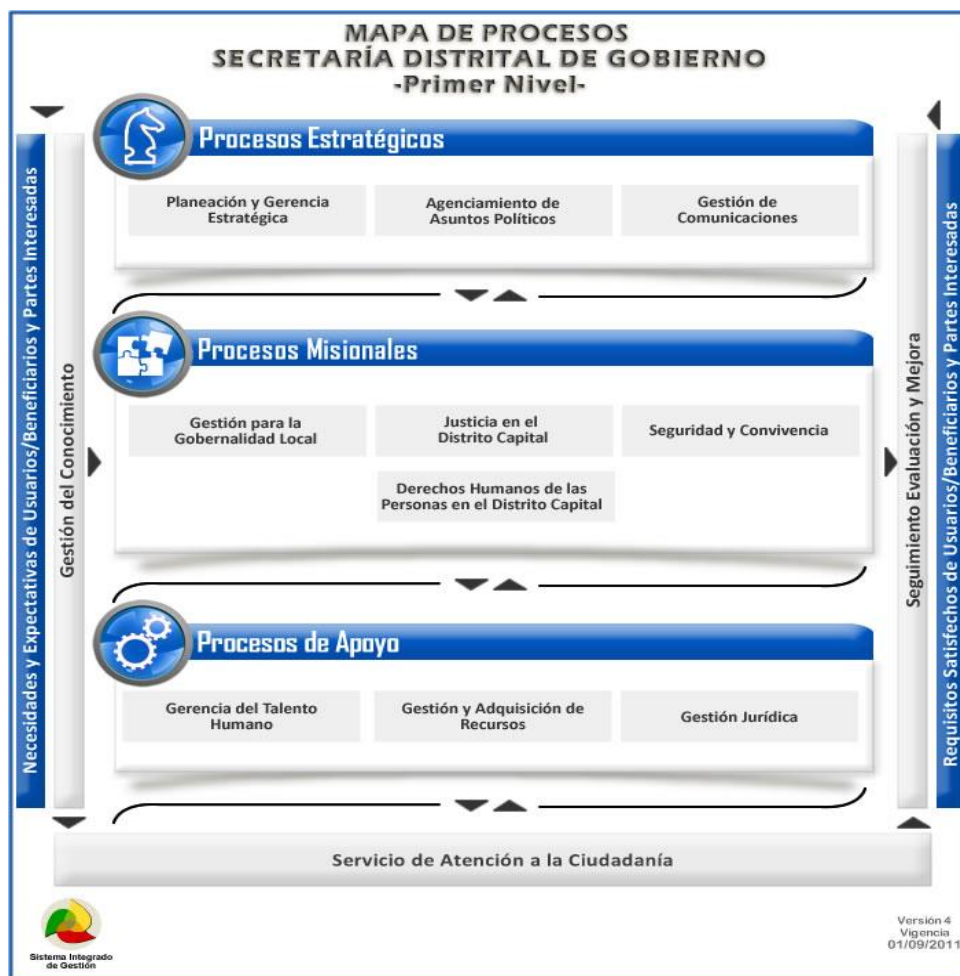 MAPA DE PROCESOS
SECRETARÍA DISTRITAL DE GOBIERNO
-Primer Nivel-
Necesidades y Expectativas de Usuarios/Beneficiarios y Partes Interesadas
Gestión del Conocimiento
Procesos Estratégicos
Planeación y Gerencia
Estratégica
Agenciamiento de
Asuntos Políticos
Gestión de
Comunicaciones
Procesos Misionales
Gestión para la
Gobernalidad Local
Justicia en el
Distrito Capital
Seguridad y Convivencia
Derechos Humanos de las
Personas en el Distrito Capital
Procesos de Apoyo
Gerencia del Talento
Humano
Gestión y Adquisición de
Recursos
Gestión Jurídica
Seguimiento Evaluación y Mejora
Requisitos Satisfechos de Usuarios/Beneficiarios y Partes Interesadas
Servicio de Atención a la Ciudadanía
Sistema Integrado
de Gestión
Versión 4
Vigencia
01/09/2011